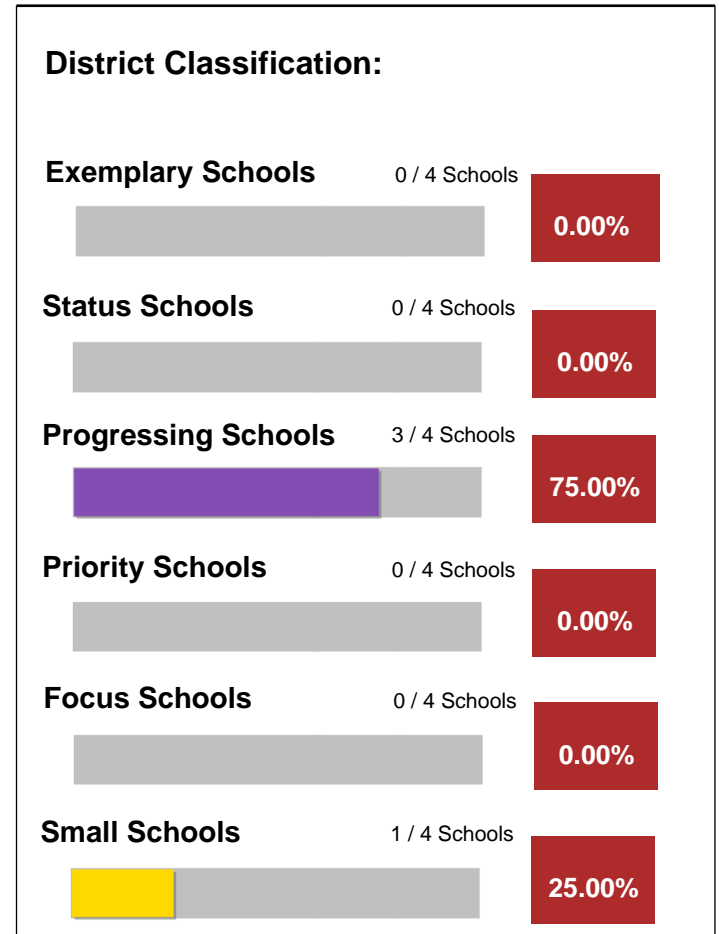 District Classification:
Exemplary Schools 0 / 4 Schools
0.00%
Status Schools 0 / 4 Schools
0.00%
Progressing Schools 3 / 4 Schools
75.00%
Priority Schools 0 / 4 Schools
0.00%
Focus Schools 0 / 4 Schools
0.00%
Small Schools 1 / 4 Schools
25.00%